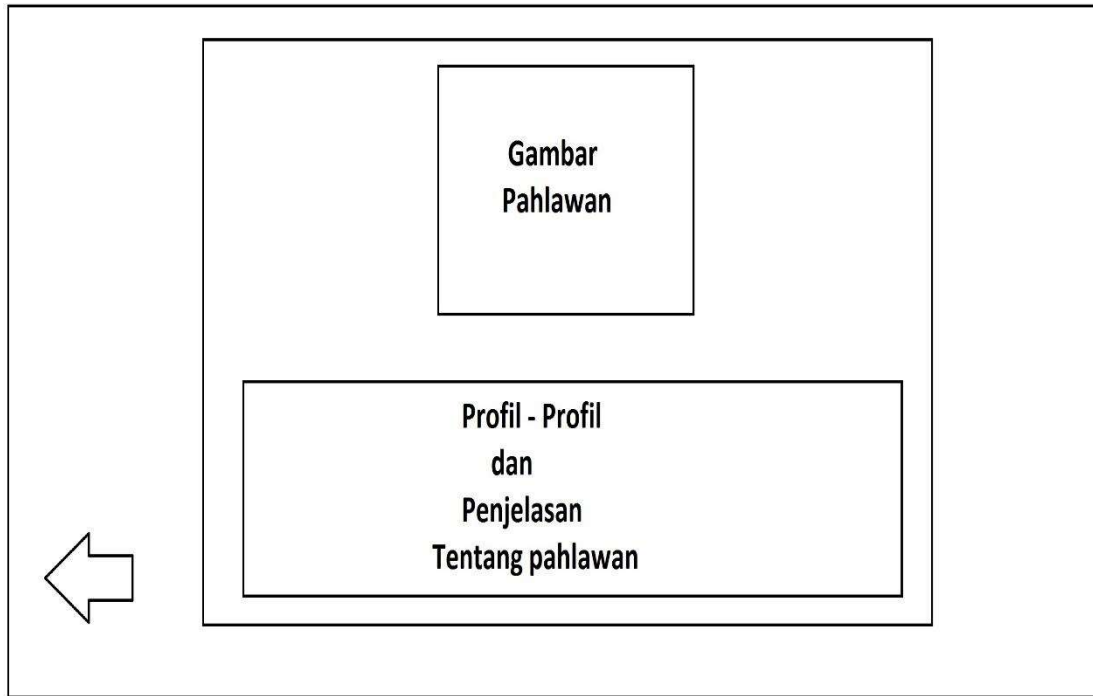 Gambar
Pahlawan
Profil - Profil
dan
Penjelasan
Tentang pahlawan